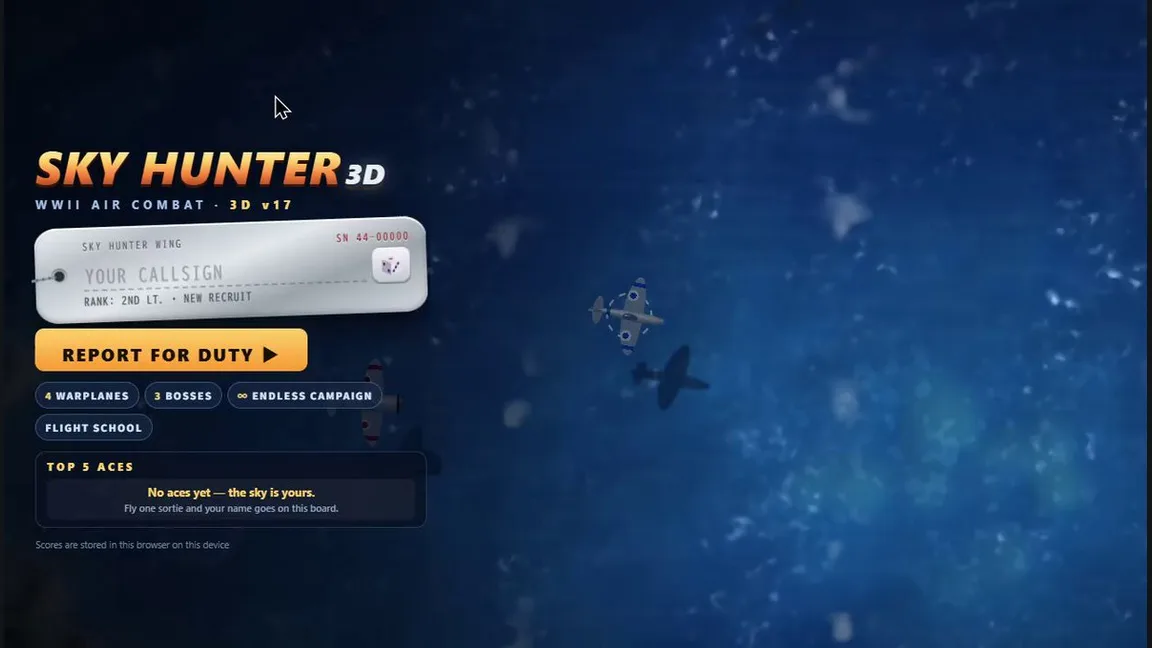 SKY HUNTER 3D
WWII AIR COMBAT · 3D v17
SKY HUNTER WING
SN 44-00000
YOUR CALLSIGN
RANK: 2ND LT. • NEW RECRUIT
REPORT FOR DUTY ▶
4 WARPLANES
3 BOSSES
∞ ENDLESS CAMPAIGN
FLIGHT SCHOOL
TOP 5 ACES
No aces yet — the sky is yours.
Fly one sortie and your name goes on this board.
Scores are stored in this browser on this device